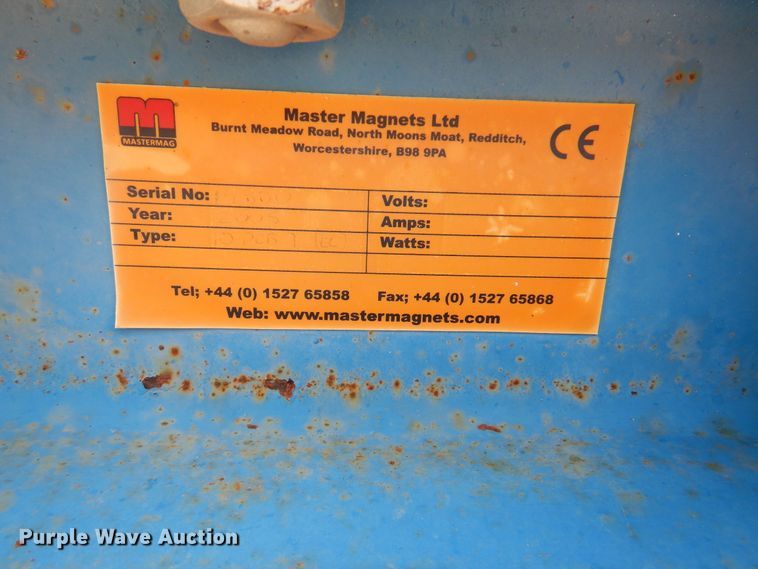 M
MASTERMAG
Master Magnets Ltd
Burnt Meadow Road, North Moons Moat, Redditch,
Worcestershire, B98 9PA
CE
Serial No:
Year:
Type:
Volts:
Amps:
Watts:
Tel; +44 (0) 1527 65858 Fax; +44 (0) 1527 65868
Web: www.mastermagnets.com
Purple Wave Auction